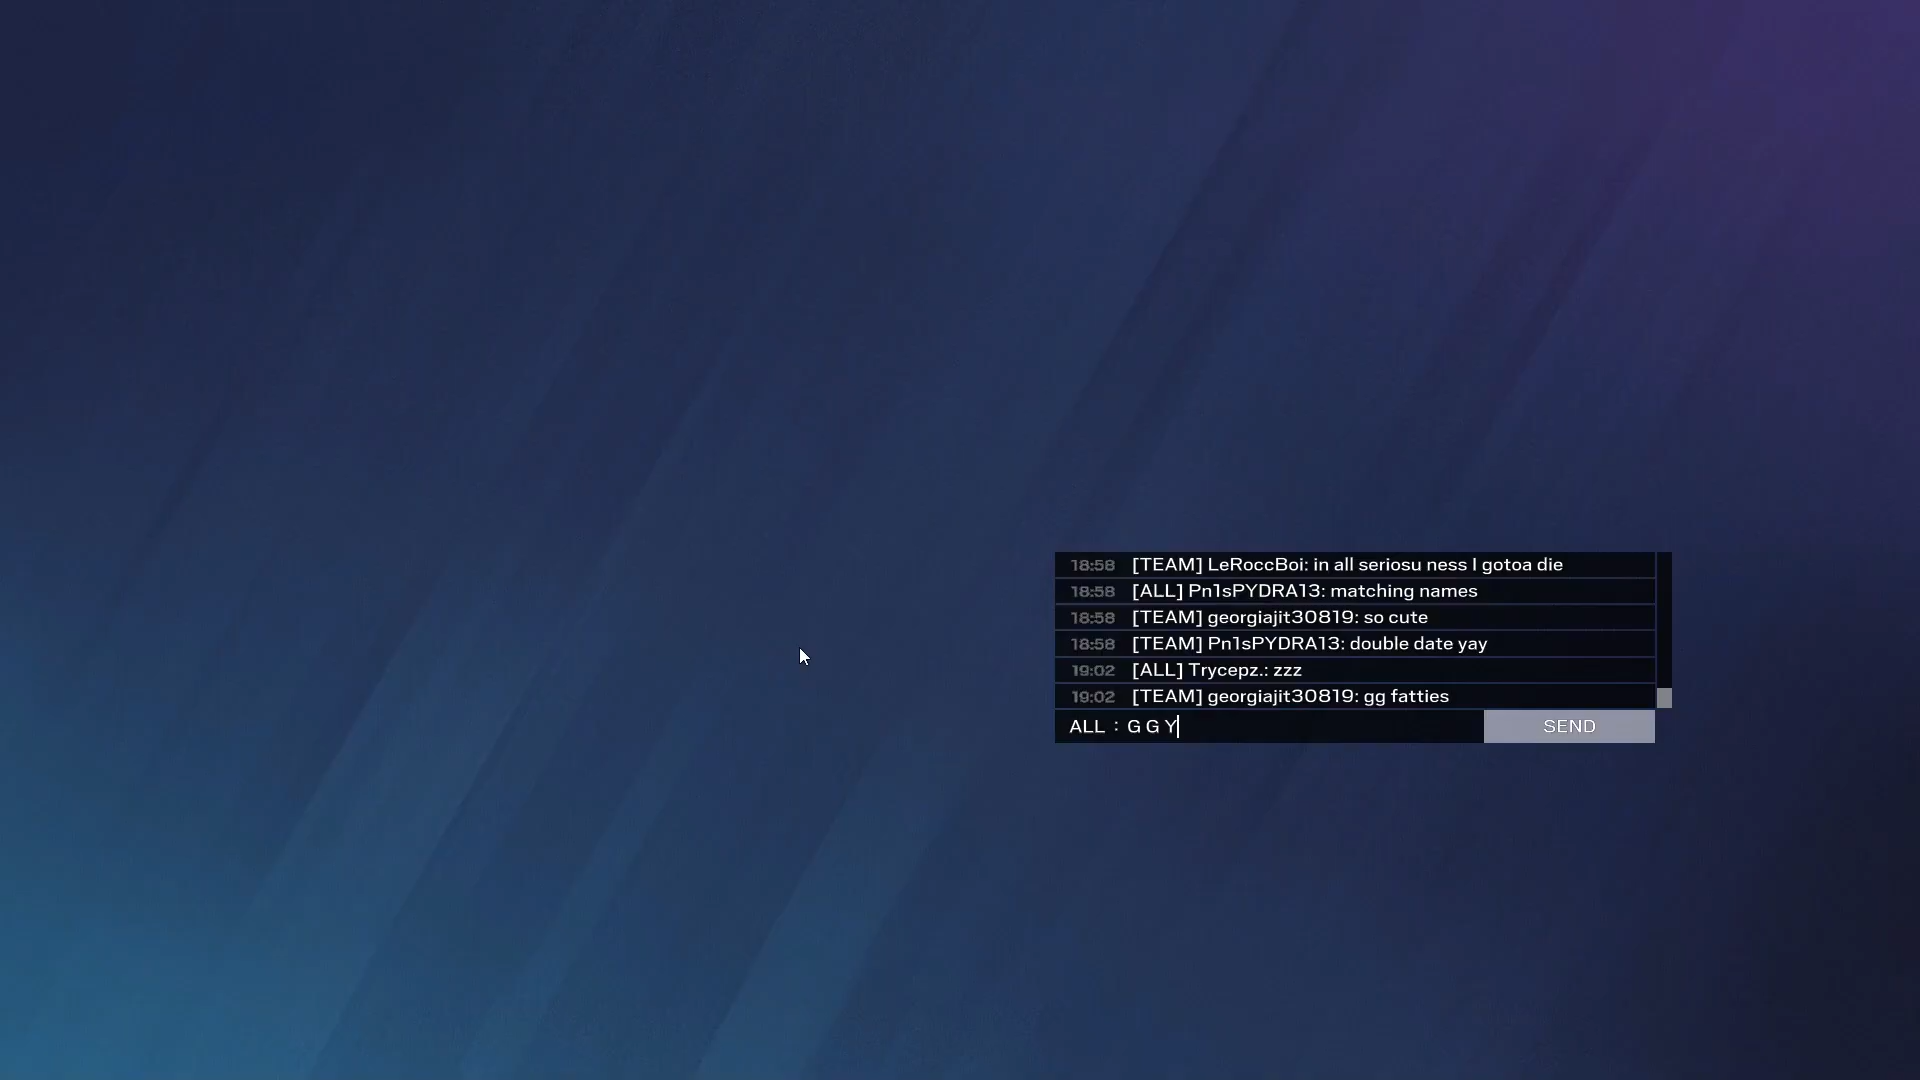 18:58 [TEAM] LeRoccBoi: in all seriosu ness I gotoa die
18:58 [ALL] Pn1sPYDRA13: matching names
18:58 [TEAM] georgiajit30819: so cute
18:58 [TEAM] Pn1sPYDRA13: double date yay
19:02 [ALL] Trycepz.: zzz
19:02 [TEAM] georgiajit30819: gg fatties
ALL : G G Y SEND